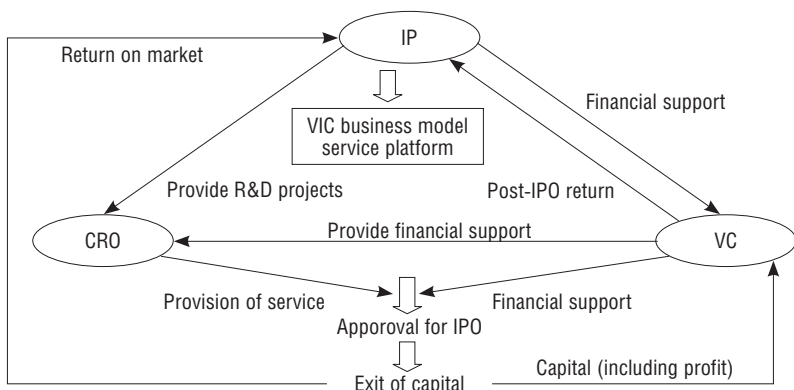 IP
Return on market
Financial support
VIC business model
service platform
Provide R&D projects
Post-IPO return
Provide financial support
CRO
VC
Provision of service
Financial support
Apporoval for IPO
Capital (including profit)
Exit of capital